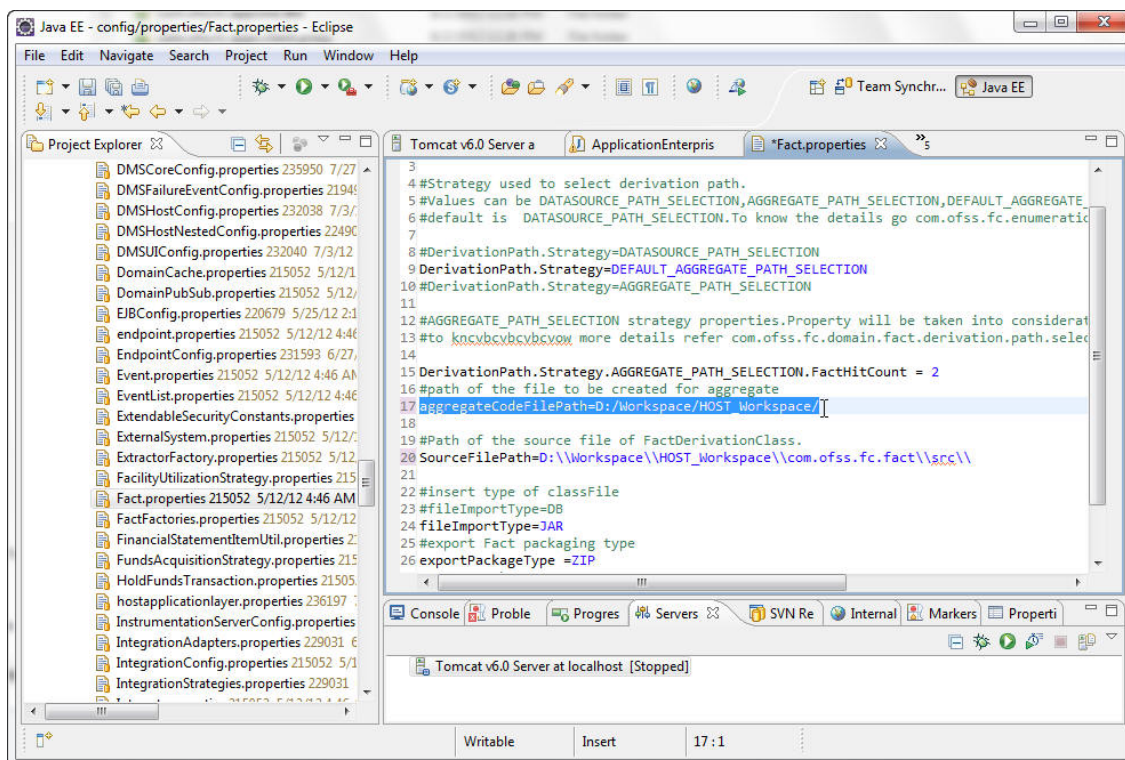 Java EE - config/properties/Fact.properties - Eclipse
File Edit Navigate Search Project Run Window Help
Team Synchr... Java EE
Project Explorer
DMSCoreConfig.properties 235950 7/27
DMSFailureEventConfig.properties 2194
DMSHostConfig.properties 232038 7/3/
DMSHostNestedConfig.properties 22490
DMSUIConfig.properties 232040 7/3/12
DomainCache.properties 215052 5/12/1
DomainPubSub.properties 215052 5/12/
EJBConfig.properties 220679 5/25/12 2:1
endpoint.properties 215052 5/12/12 4:46
EndpointConfig.properties 231593 6/27/
Event.properties 215052 5/12/12 4:46 AM
EventList.properties 215052 5/12/12 4:46
ExtendableSecurityConstants.properties
ExternalSystem.properties 215052 5/12/
ExtractorFactory.properties 215052 5/12
FacilityUtilizationStrategy.properties 215
Fact.properties 215052 5/12/12 4:46 AM
FactFactories.properties 215052 5/12/12
FinancialStatementItemUtil.properties 2
FundsAcquisitionStrategy.properties 215
HoldFundsTransaction.properties 21505
hostapplicationlayer.properties 236197
InstrumentationServerConfig.properties
IntegrationAdapters.properties 229031 6
IntegrationConfig.properties 215052 5/1
IntegrationStrategies.properties 229031
Tomcat v6.0 Server a ApplicationEnterpris *Fact.properties »5
3
4 #Strategy used to select derivation path.
5 #Values can be DATASOURCE_PATH_SELECTION,AGGREGATE_PATH_SELECTION,DEFAULT_AGGREGATE_
6 #default is DATASOURCE_PATH_SELECTION.To know the details go com.ofss.fc.enumeratic
7
8 #DerivationPath.Strategy=DATASOURCE_PATH_SELECTION
9 DerivationPath.Strategy=DEFAULT_AGGREGATE_PATH_SELECTION
10 #DerivationPath.Strategy=AGGREGATE_PATH_SELECTION
11
12 #AGGREGATE_PATH_SELECTION strategy properties.Property will be taken into considerat
13 #to kncvbcvbcvbcvow more details refer com.ofss.fc.domain.fact.derivation.path.selec
14
15 DerivationPath.Strategy.AGGREGATE_PATH_SELECTION.FactHitCount = 2
16 #path of the file to be created for aggregate
17 aggregateCodeFilePath=D:/Workspace/HOST_Workspace/
18
19 #Path of the source file of FactDerivationClass.
20 SourceFilePath=D:\\Workspace\\HOST_Workspace\\com.ofss.fc.fact\\src\\
21
22 #insert type of classFile
23 #fileImportType=DB
24 fileImportType=JAR
25 #export Fact packaging type
26 exportPackageType =ZIP
Console Proble Progres Servers SVN Re Internal Markers Properti
Tomcat v6.0 Server at localhost [Stopped]
Writable Insert 17 : 1